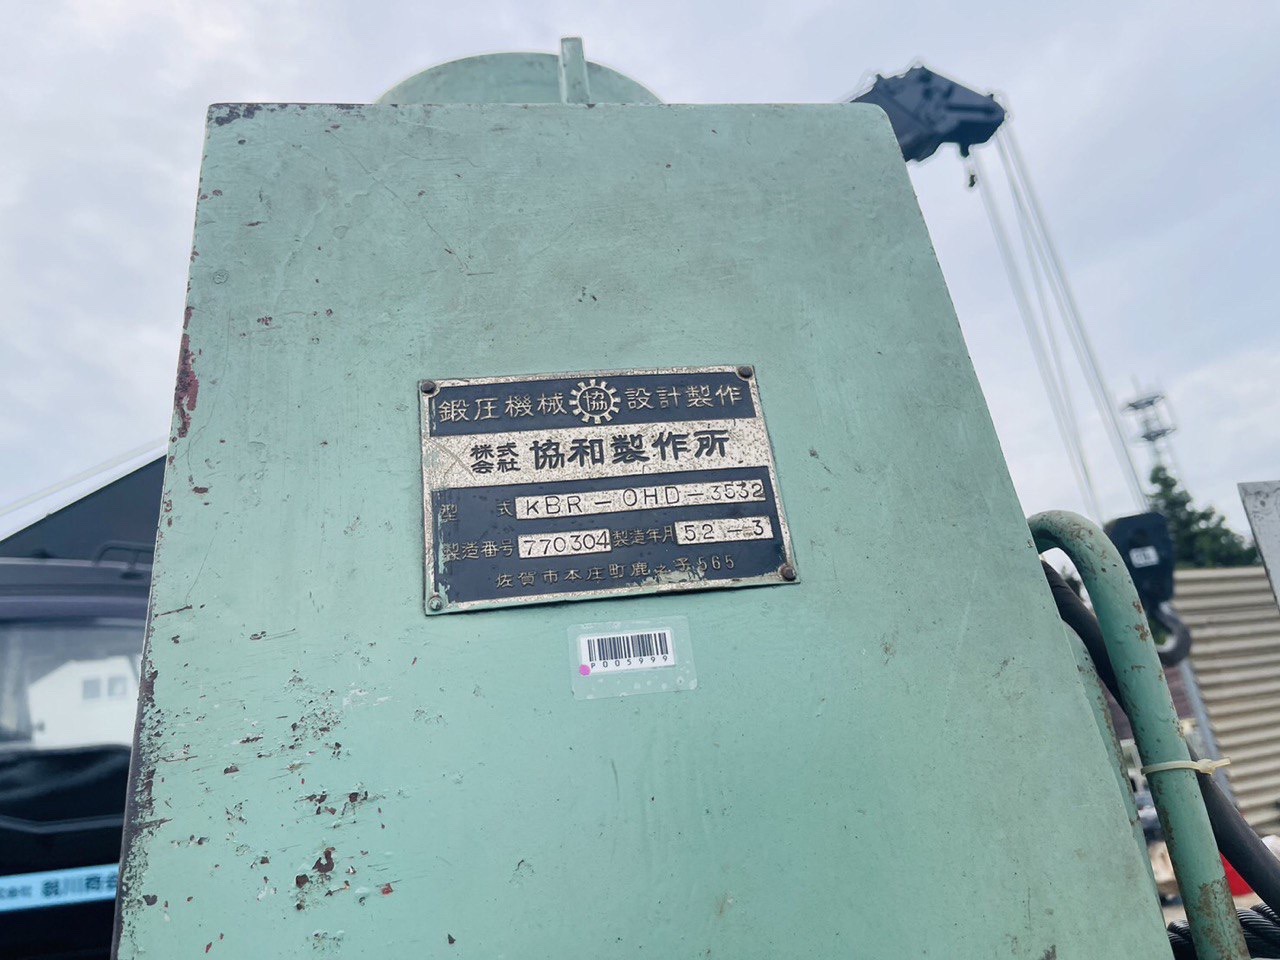 鍛圧機械 協 設計製作
株式会社 協和製作所
型式 KBR-OHD-3532
製造番号 770304 製造年月 52-3
佐賀市本庄町鹿之子565
P005999